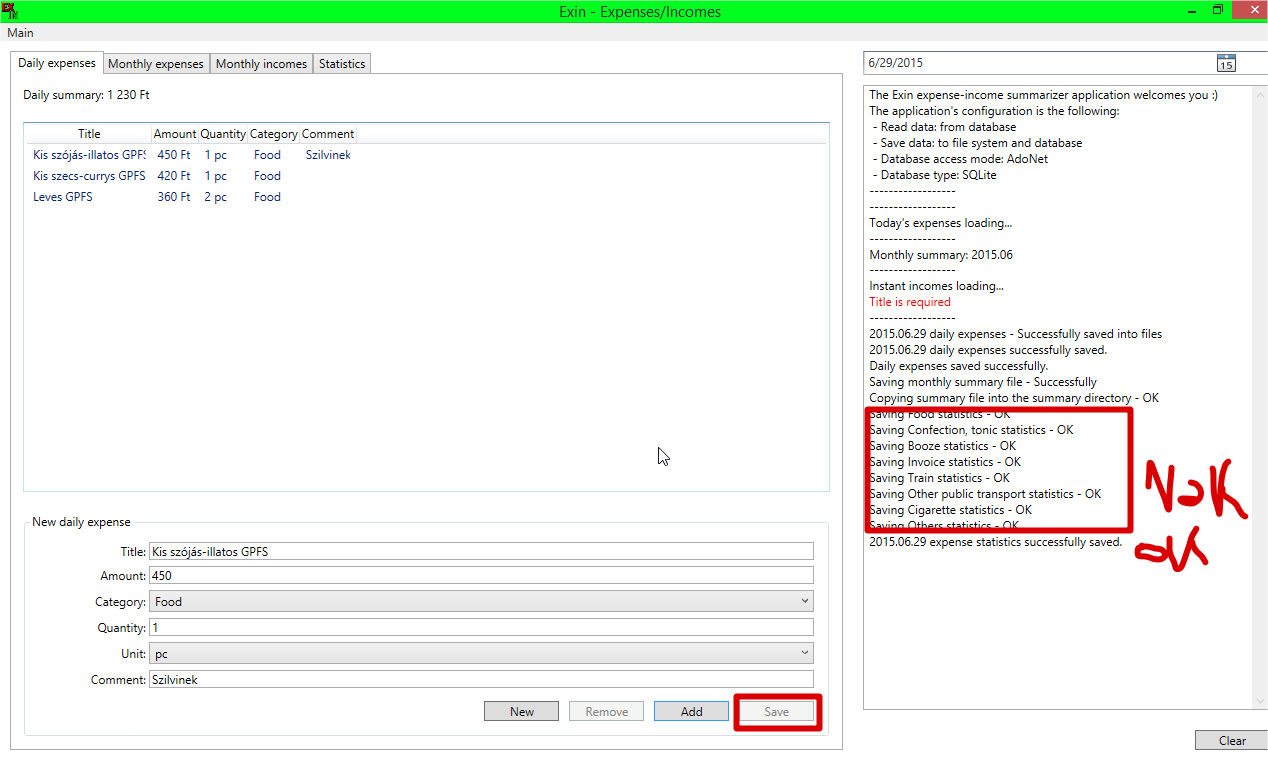 Exin - Expenses/Incomes
Main
Daily expenses Monthly expenses Monthly incomes Statistics
Daily summary: 1 230 Ft
Title Amount Quantity Category Comment
Kis szójás-illatos GPFS 450 Ft 1 pc Food Szilvinek
Kis szecs-currys GPFS 420 Ft 1 pc Food
Leves GPFS 360 Ft 2 pc Food
New daily expense
Title: Kis szójás-illatos GPFS
Amount: 450
Category: Food
Quantity: 1
Unit: pc
Comment: Szilvinek
New Remove Add Save
6/29/2015 15
The Exin expense-income summarizer application welcomes you :)
The application's configuration is the following:
- Read data: from database
- Save data: to file system and database
- Database access mode: AdoNet
- Database type: SQLite
------------------
------------------
Today's expenses loading...
------------------
Monthly summary: 2015.06
------------------
Instant incomes loading...
Title is required
------------------
2015.06.29 daily expenses - Successfully saved into files
2015.06.29 daily expenses successfully saved.
Daily expenses saved successfully.
Saving monthly summary file - Successfully
Copying summary file into the summary directory - OK
Saving Food statistics - OK
Saving Confection, tonic statistics - OK
Saving Booze statistics - OK
Saving Invoice statistics - OK
Saving Train statistics - OK
Saving Other public transport statistics - OK
Saving Cigarette statistics - OK
Saving Others statistics - OK
2015.06.29 expense statistics successfully saved.
NoK
oK
Clear